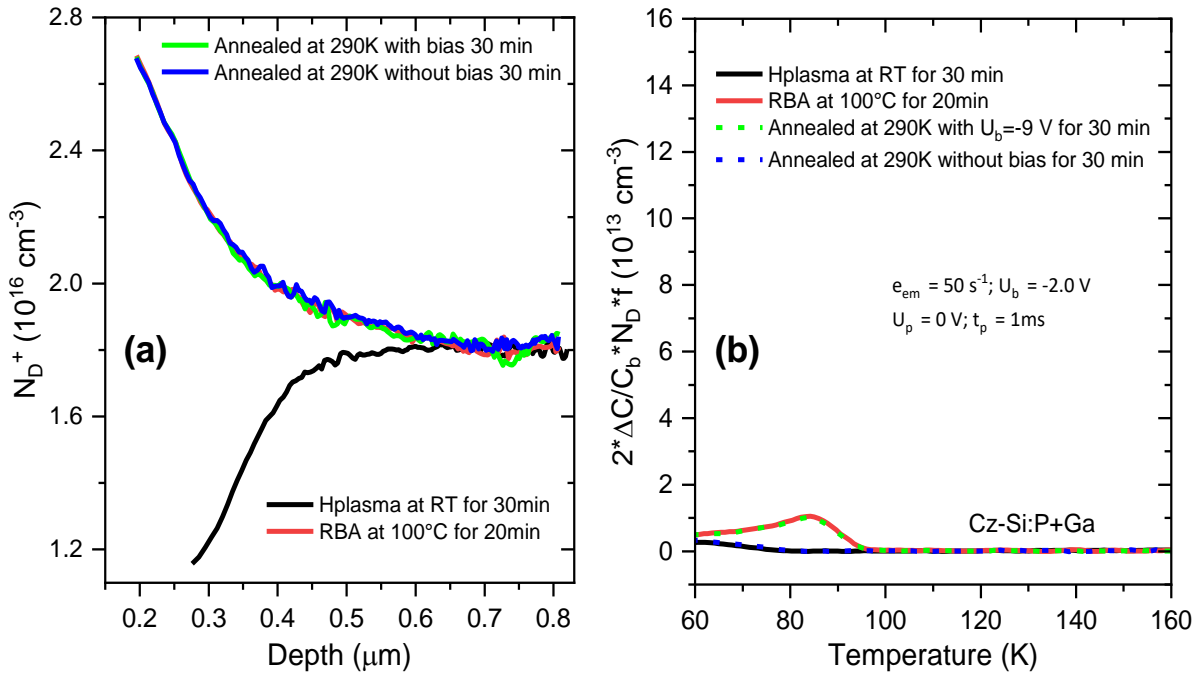 2.8
2.4
2.0
1.6
1.2
N_D^+ (10^16 cm^-3)
Annealed at 290K with bias 30 min
Annealed at 290K without bias 30 min
(a)
Hplasma at RT for 30min
RBA at 100°C for 20min
0.2 0.3 0.4 0.5 0.6 0.7 0.8
Depth (μm)
16
14
12
10
8
6
4
2
0
2*ΔC/C_b*N_D*f (10^13 cm^-3)
Hplasma at RT for 30 min
RBA at 100°C for 20min
Annealed at 290K with U_b=-9 V for 30 min
Annealed at 290K without bias for 30 min
e_em = 50 s^-1; U_b = -2.0 V
U_p = 0 V; t_p = 1ms
(b)
Cz-Si:P+Ga
60 80 100 120 140 160
Temperature (K)